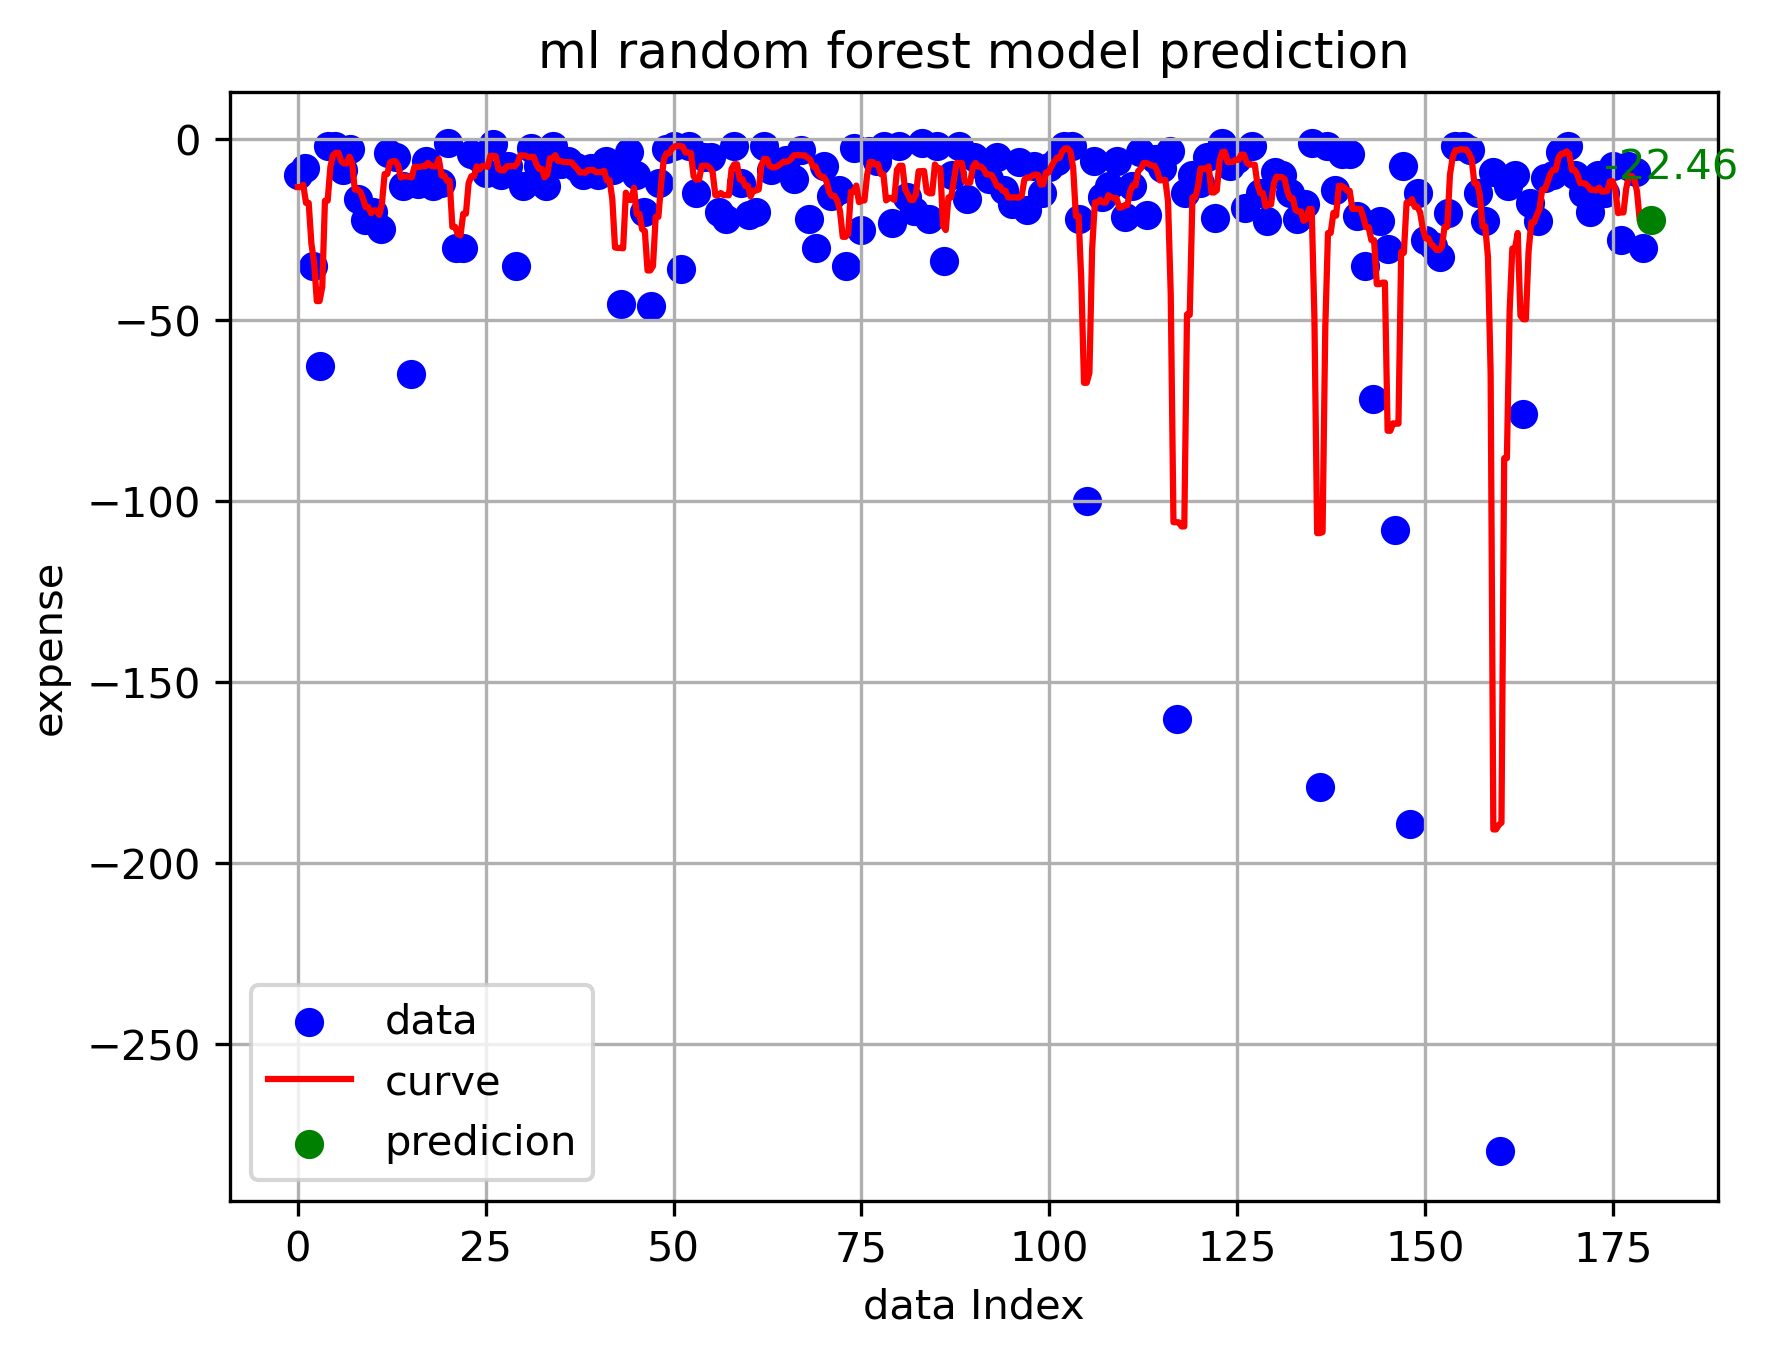 ml random forest model prediction
0
−50
−100
−150
−200
−250
expense
-22.46
data
curve
predicion
0 25 50 75 100 125 150 175
data Index